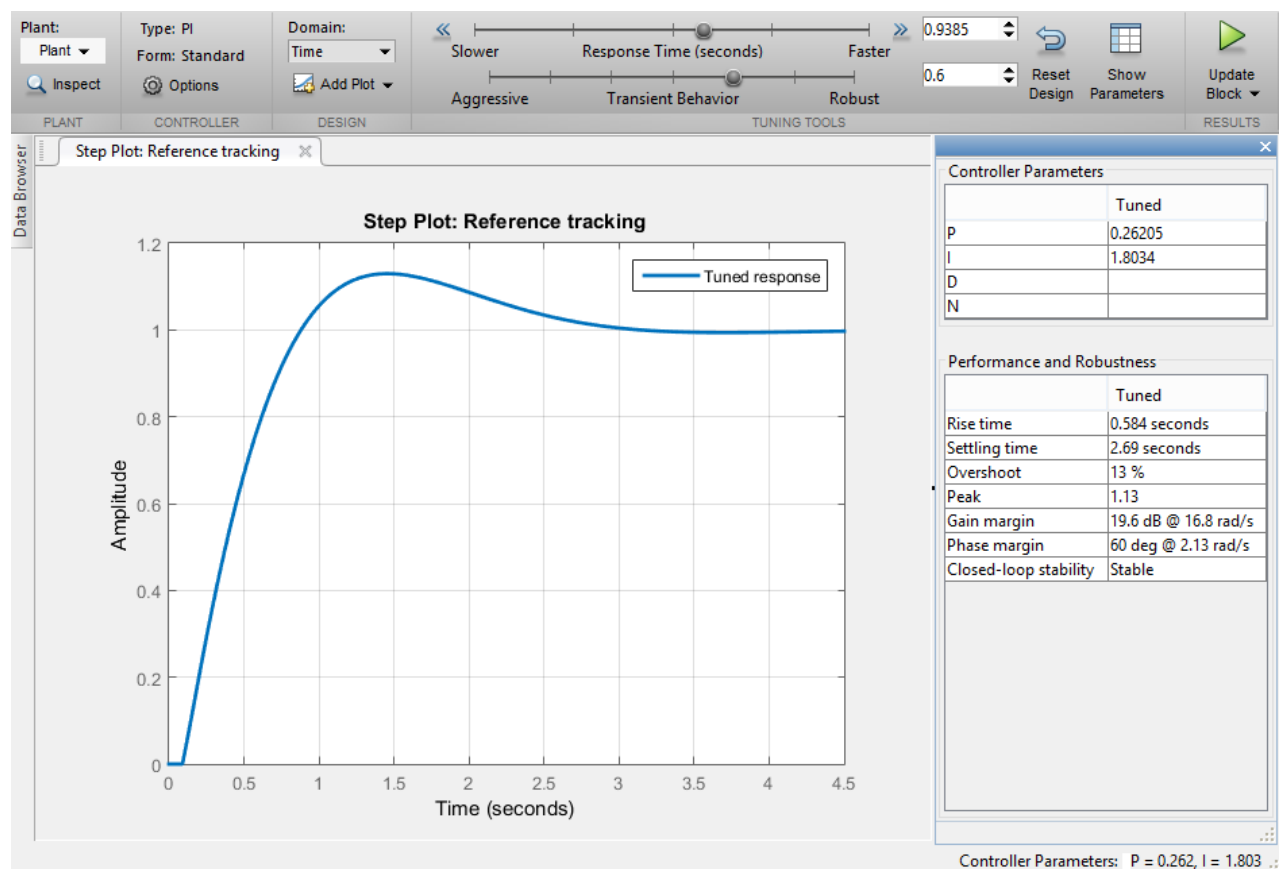 Plant:
Plant
Inspect
PLANT
Type: PI
Form: Standard
Options
CONTROLLER
Domain:
Time
Add Plot
DESIGN
Slower Response Time (seconds) Faster
0.9385
Aggressive Transient Behavior Robust
0.6
Reset
Design
Show
Parameters
TUNING TOOLS
Update
Block
RESULTS
Data Browser
Step Plot: Reference tracking
Step Plot: Reference tracking
Tuned response
Amplitude
1.2
1
0.8
0.6
0.4
0.2
0
0 0.5 1 1.5 2 2.5 3 3.5 4 4.5
Time (seconds)
Controller Parameters
Tuned
P 0.26205
I 1.8034
D
N
Performance and Robustness
Tuned
Rise time 0.584 seconds
Settling time 2.69 seconds
Overshoot 13 %
Peak 1.13
Gain margin 19.6 dB @ 16.8 rad/s
Phase margin 60 deg @ 2.13 rad/s
Closed-loop stability Stable
Controller Parameters: P = 0.262, I = 1.803